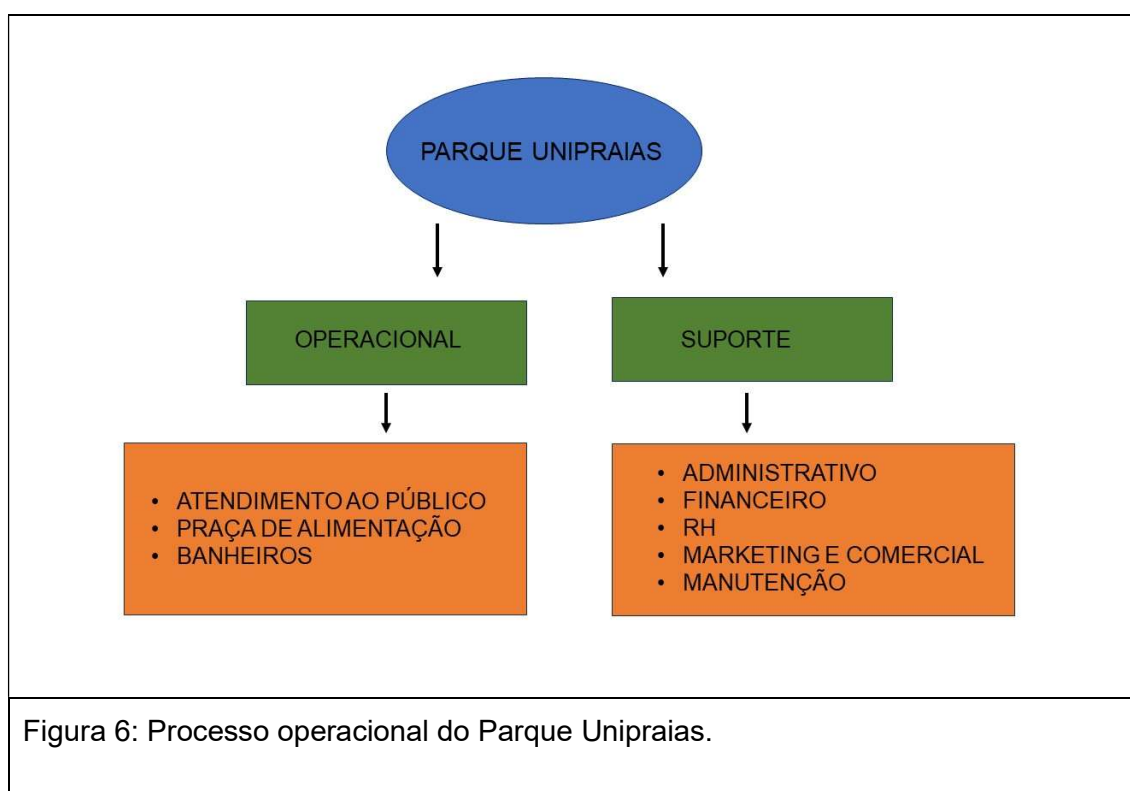 PARQUE UNIPRAIAS
OPERACIONAL
SUPORTE
• ATENDIMENTO AO PÚBLICO
• PRAÇA DE ALIMENTAÇÃO
• BANHEIROS
• ADMINISTRATIVO
• FINANCEIRO
• RH
• MARKETING E COMERCIAL
• MANUTENÇÃO
Figura 6: Processo operacional do Parque Unipraias.